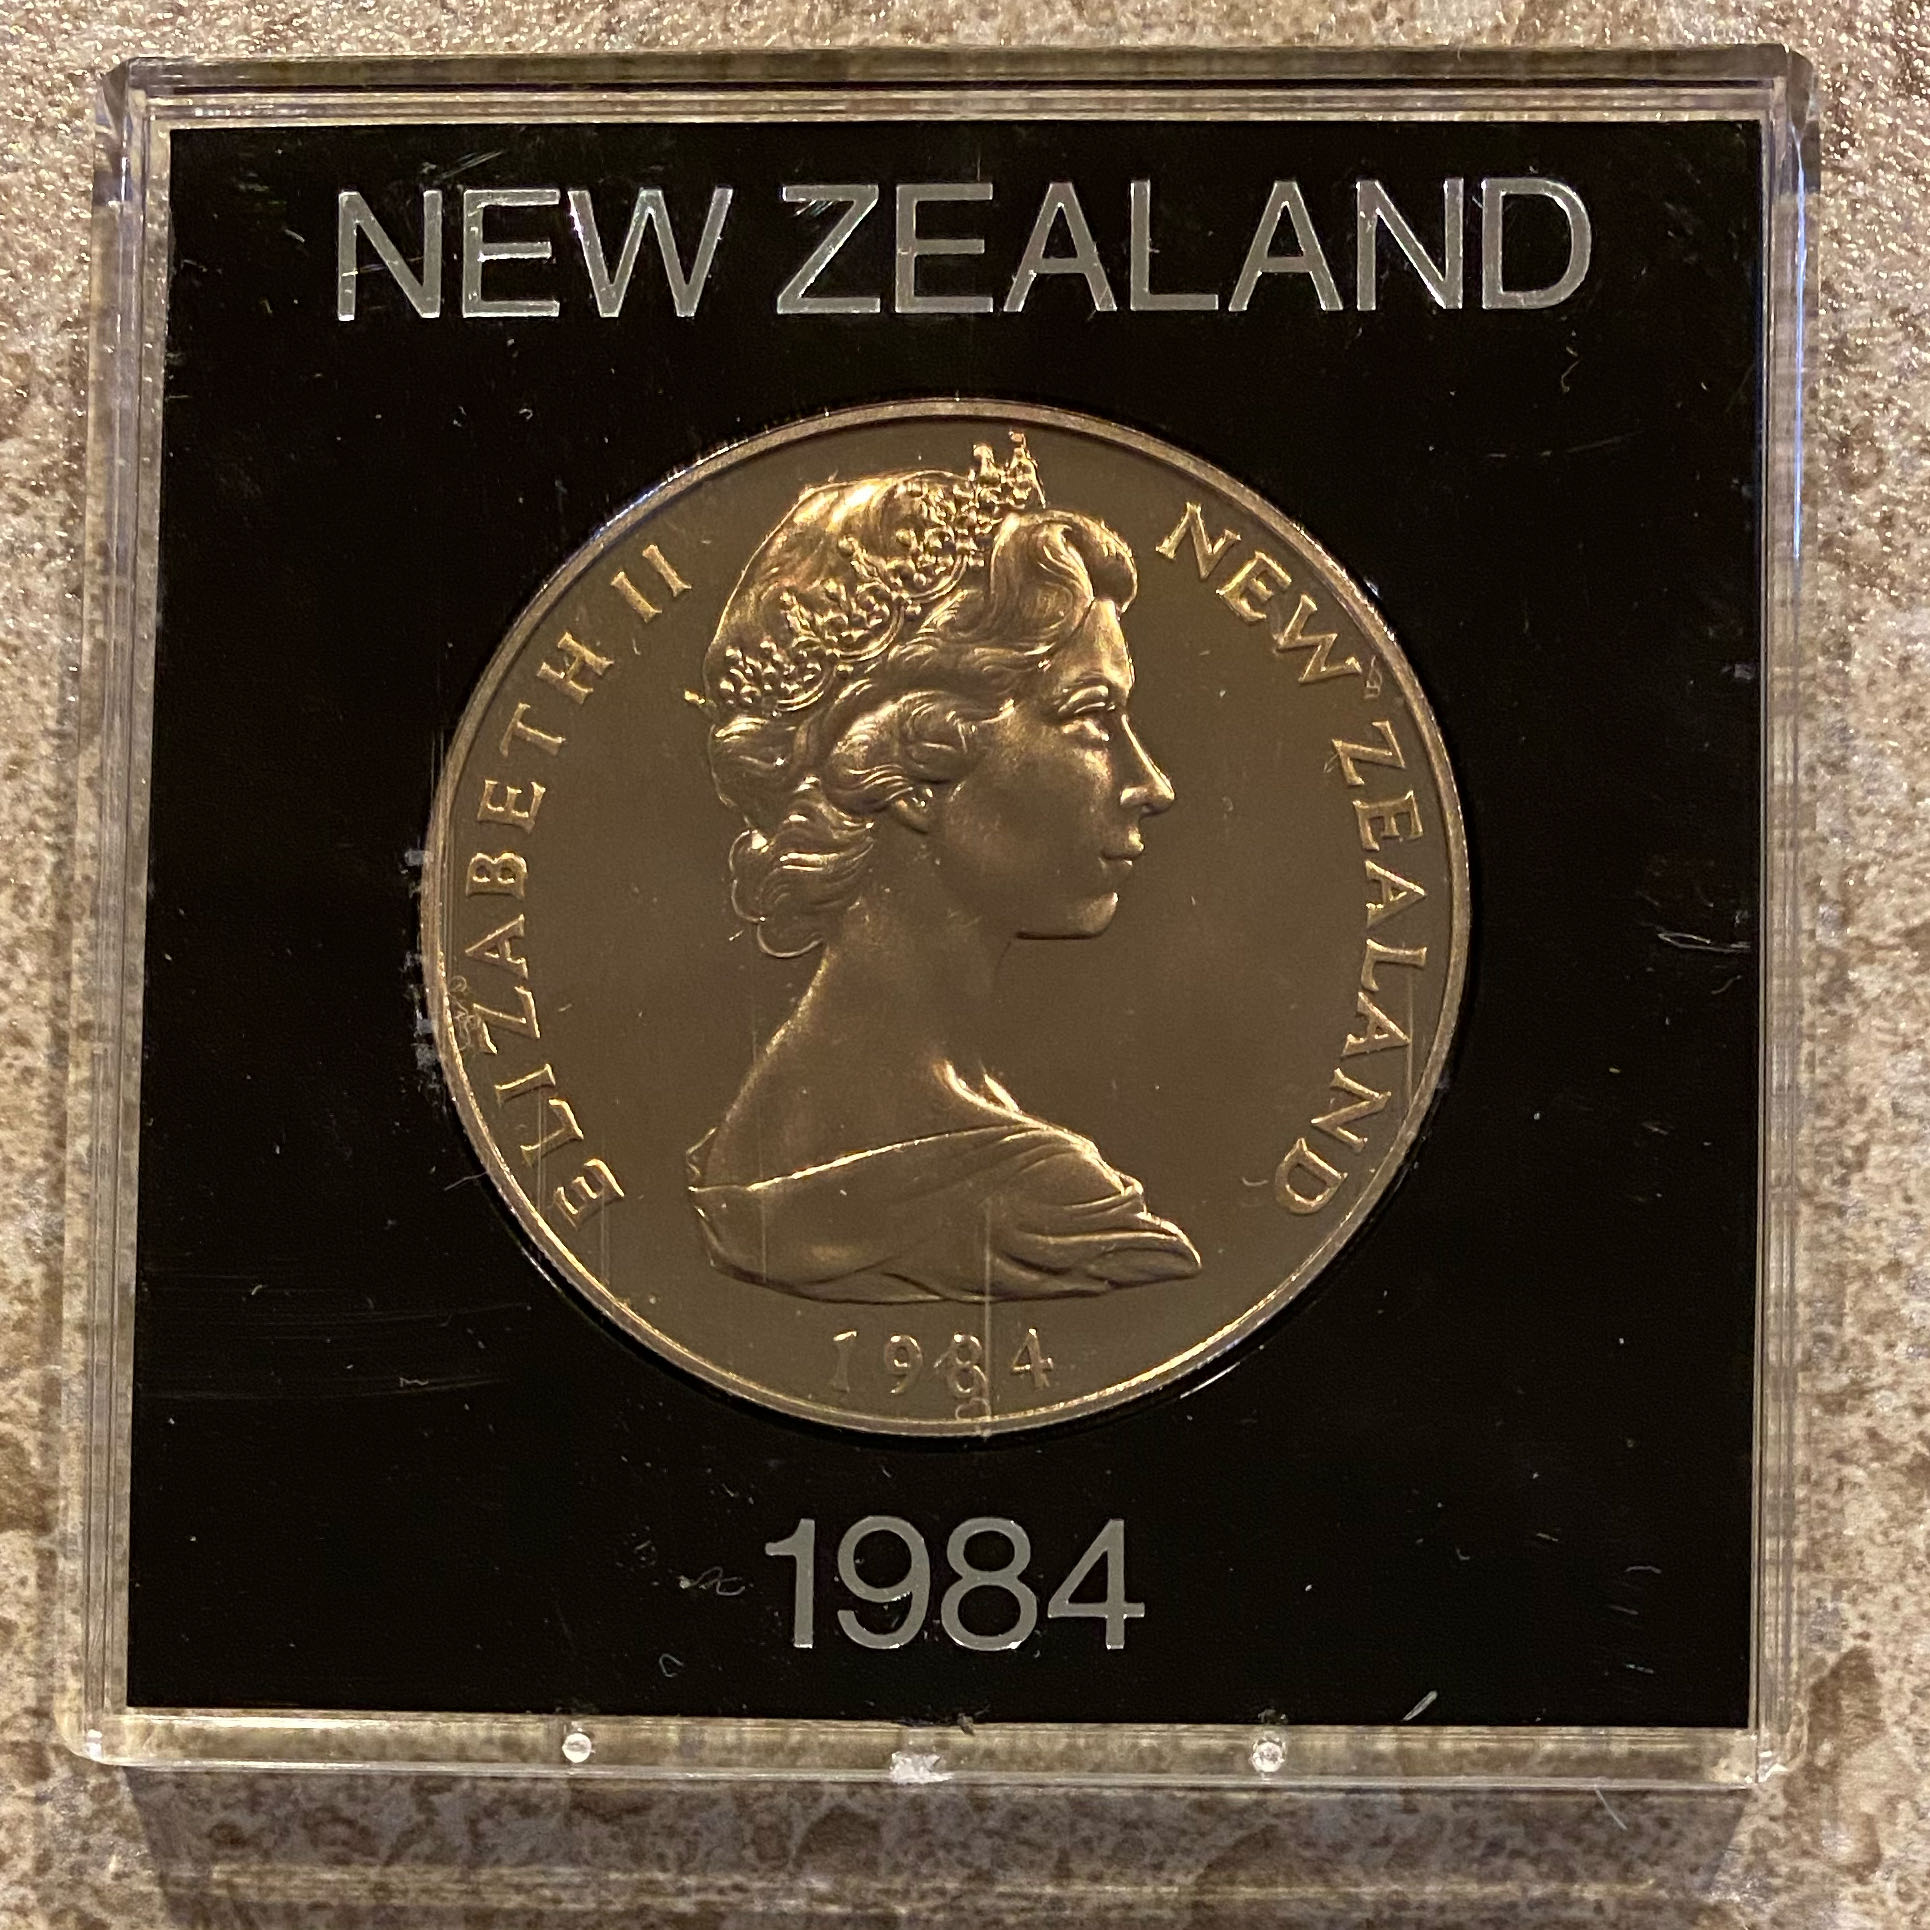 NEW ZEALAND
ELIZABETH II
NEW ZEALAND
1984
1984